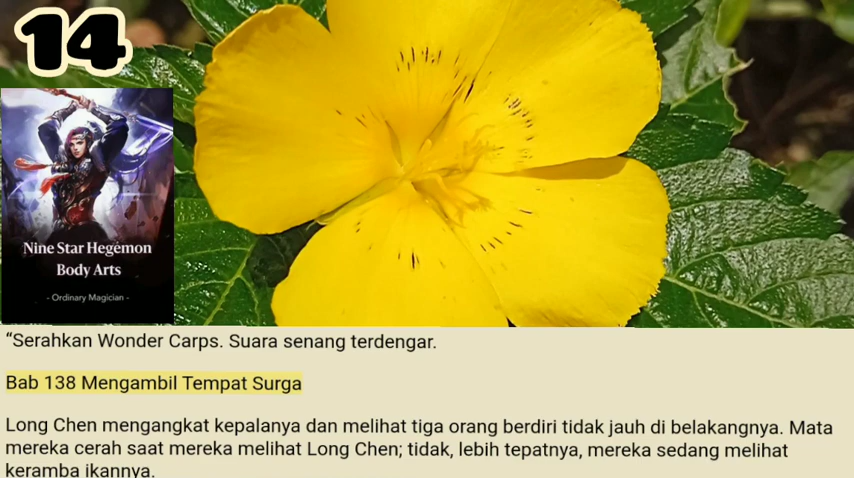 14
Nine Star Hegemon
Body Arts
- Ordinary Magician -
“Serahkan Wonder Carps. Suara senang terdengar.
Bab 138 Mengambil Tempat Surga
Long Chen mengangkat kepalanya dan melihat tiga orang berdiri tidak jauh di belakangnya. Mata
mereka cerah saat mereka melihat Long Chen; tidak, lebih tepatnya, mereka sedang melihat
keramba ikannya.